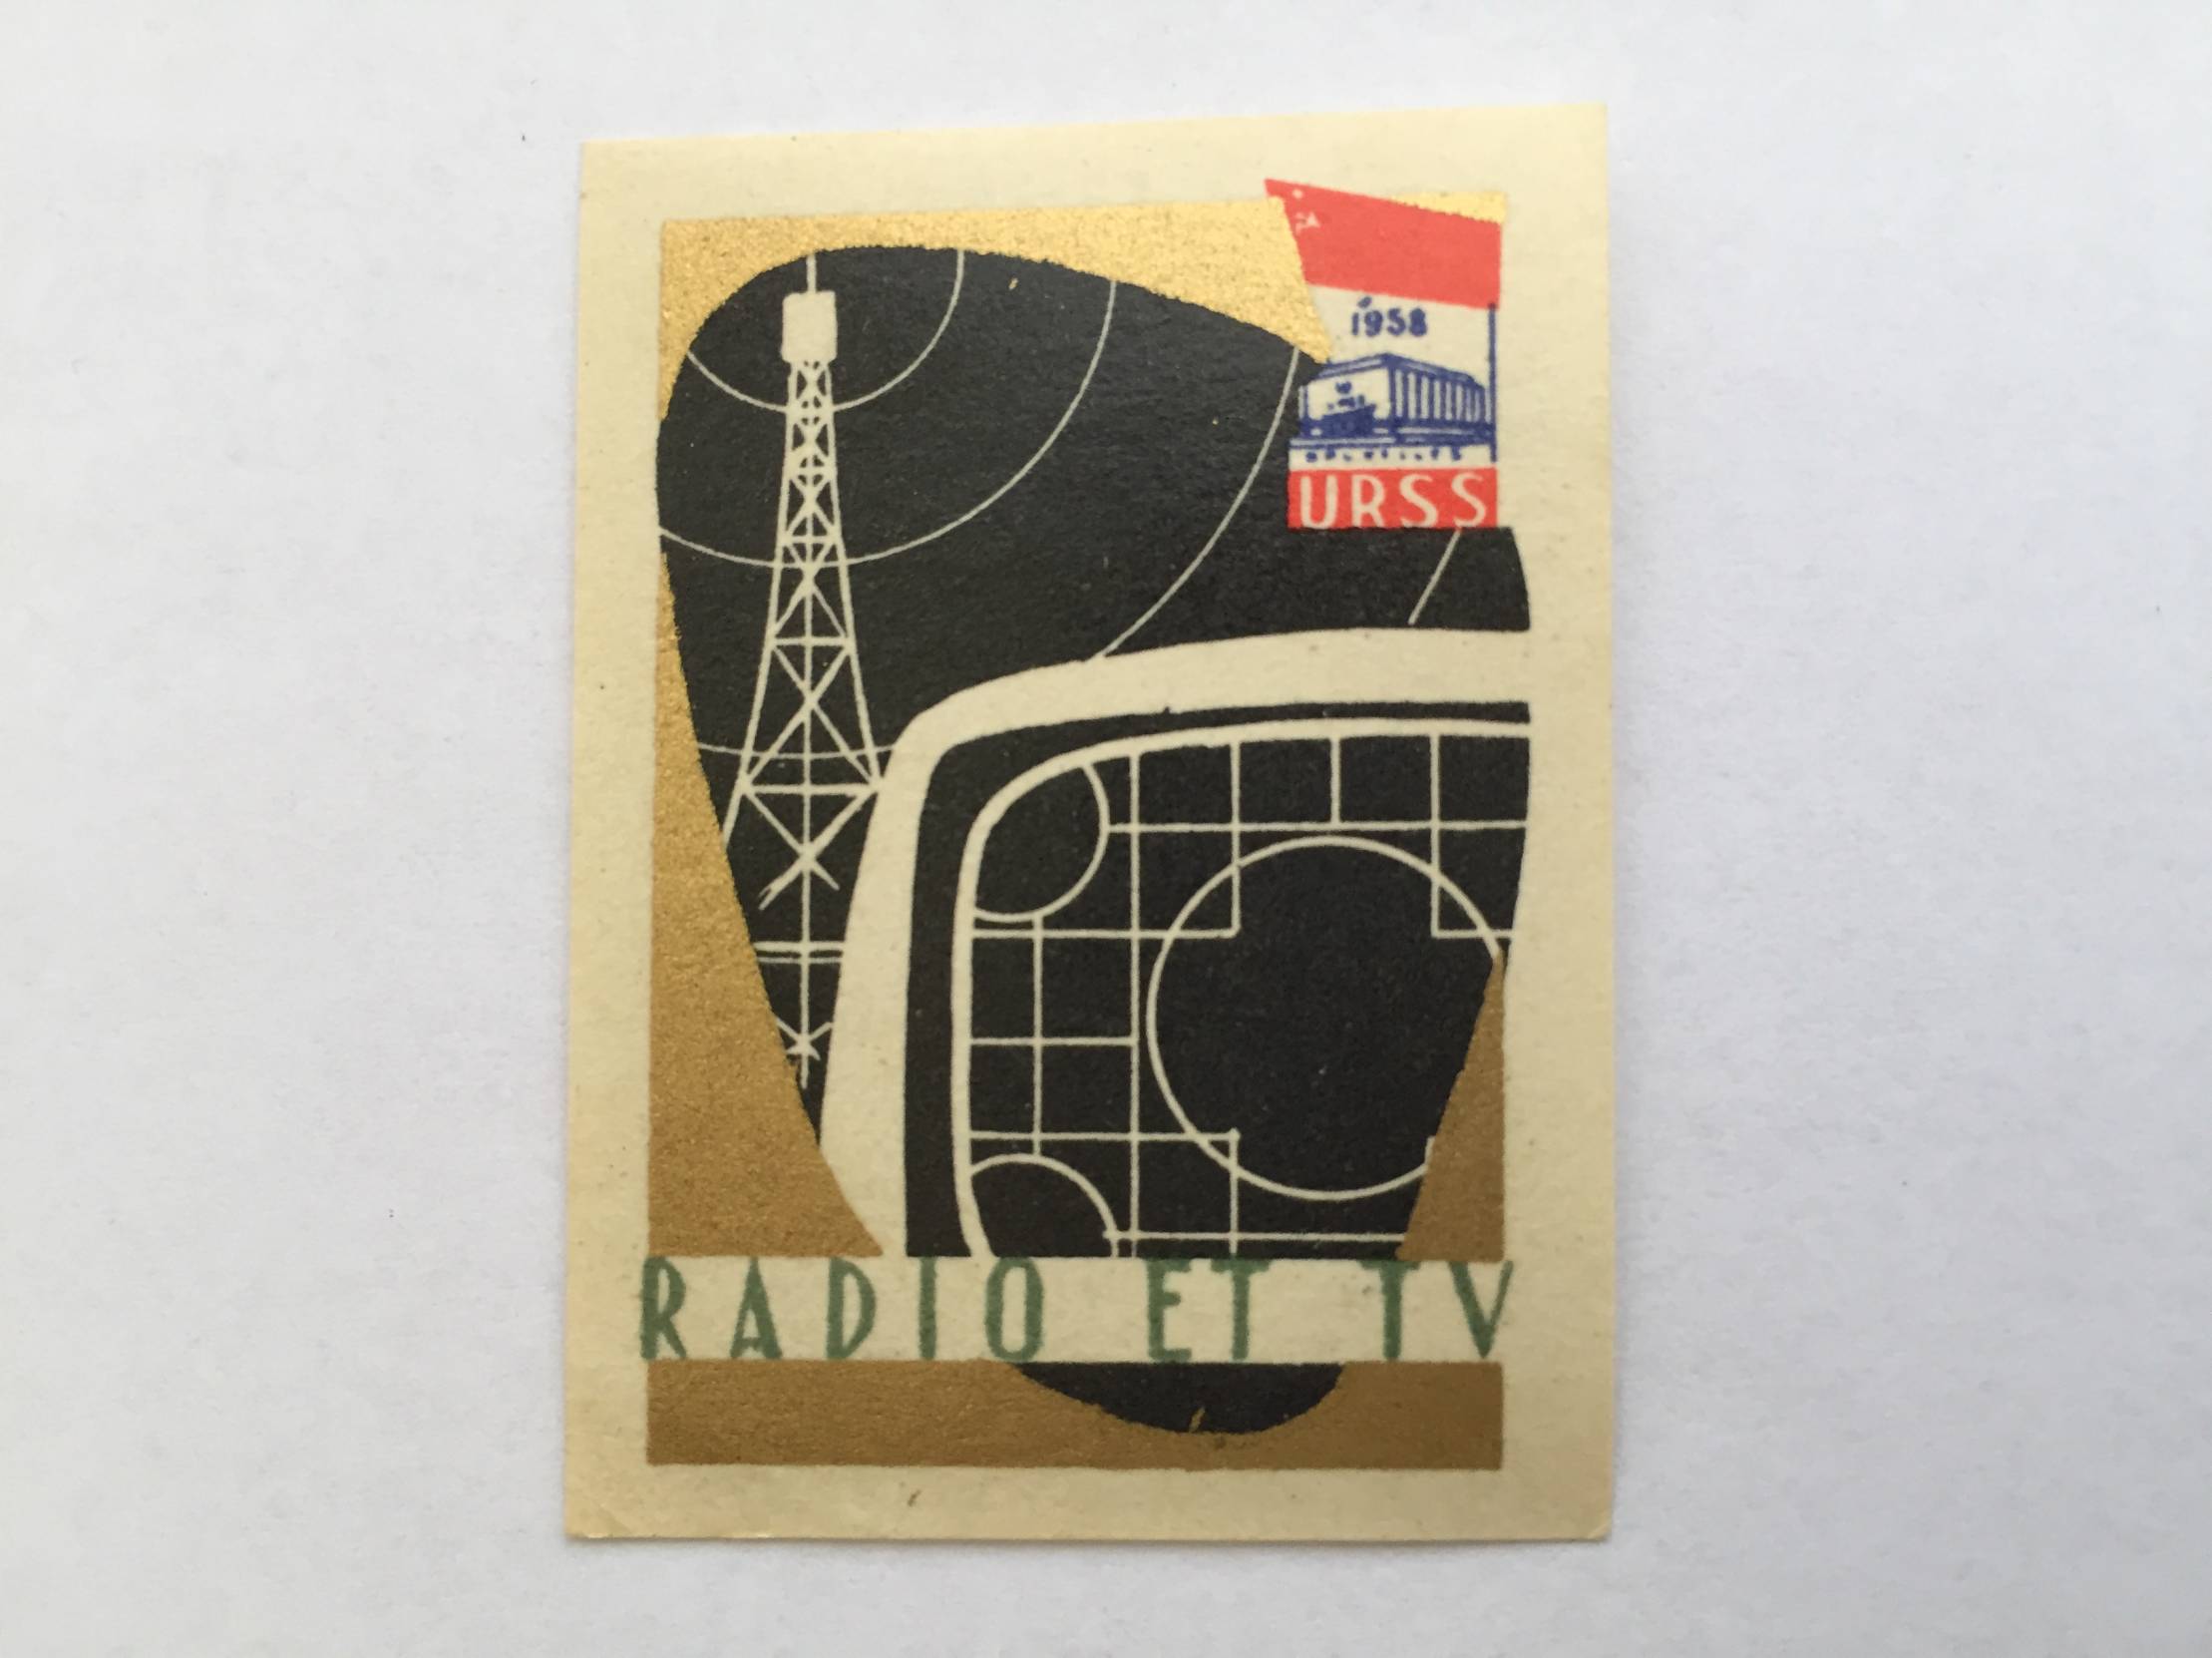 1958
URSS
RADIO ET TV